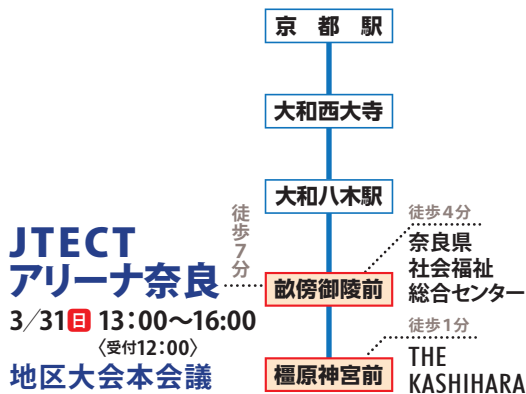 京都駅
大和西大寺
大和八木駅
徒歩7分
徒歩4分
奈良県
社会福祉
総合センター
JTECT
アリーナ奈良
畝傍御陵前
3/31日 13:00〜16:00
〈受付12:00〉
地区大会本会議
徒歩1分
橿原神宮前
THE
KASHIHARA